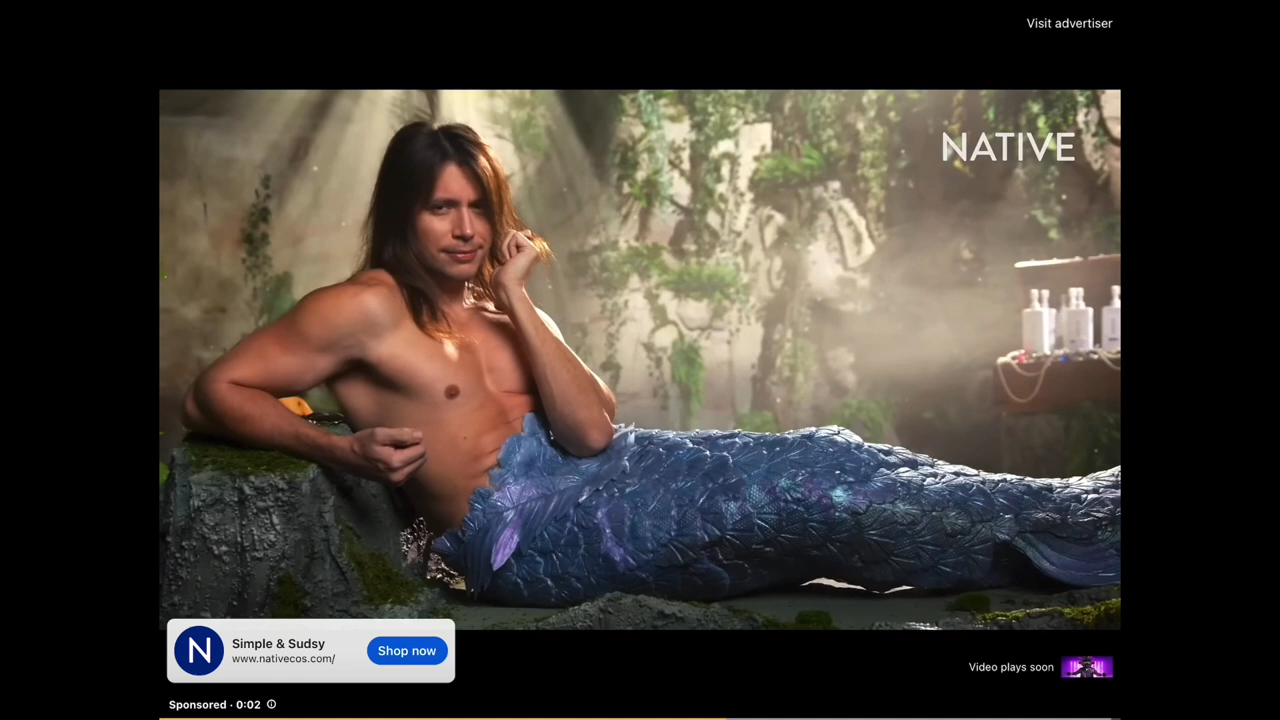 Visit advertiser
NATIVE
N
Simple & Sudsy
www.nativecos.com/
Shop now
Video plays soon
Sponsored · 0:02